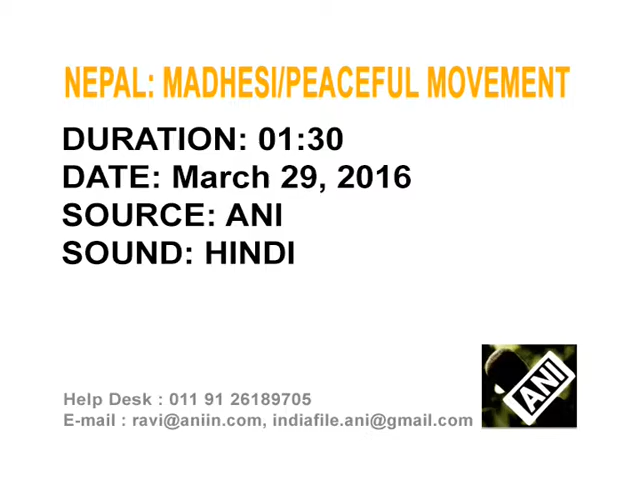 NEPAL: MADHESI/PEACEFUL MOVEMENT
DURATION: 01:30
DATE: March 29, 2016
SOURCE: ANI
SOUND: HINDI
ANI
Help Desk : 011 91 26189705
E-mail : ravi@aniin.com, indiafile.ani@gmail.com